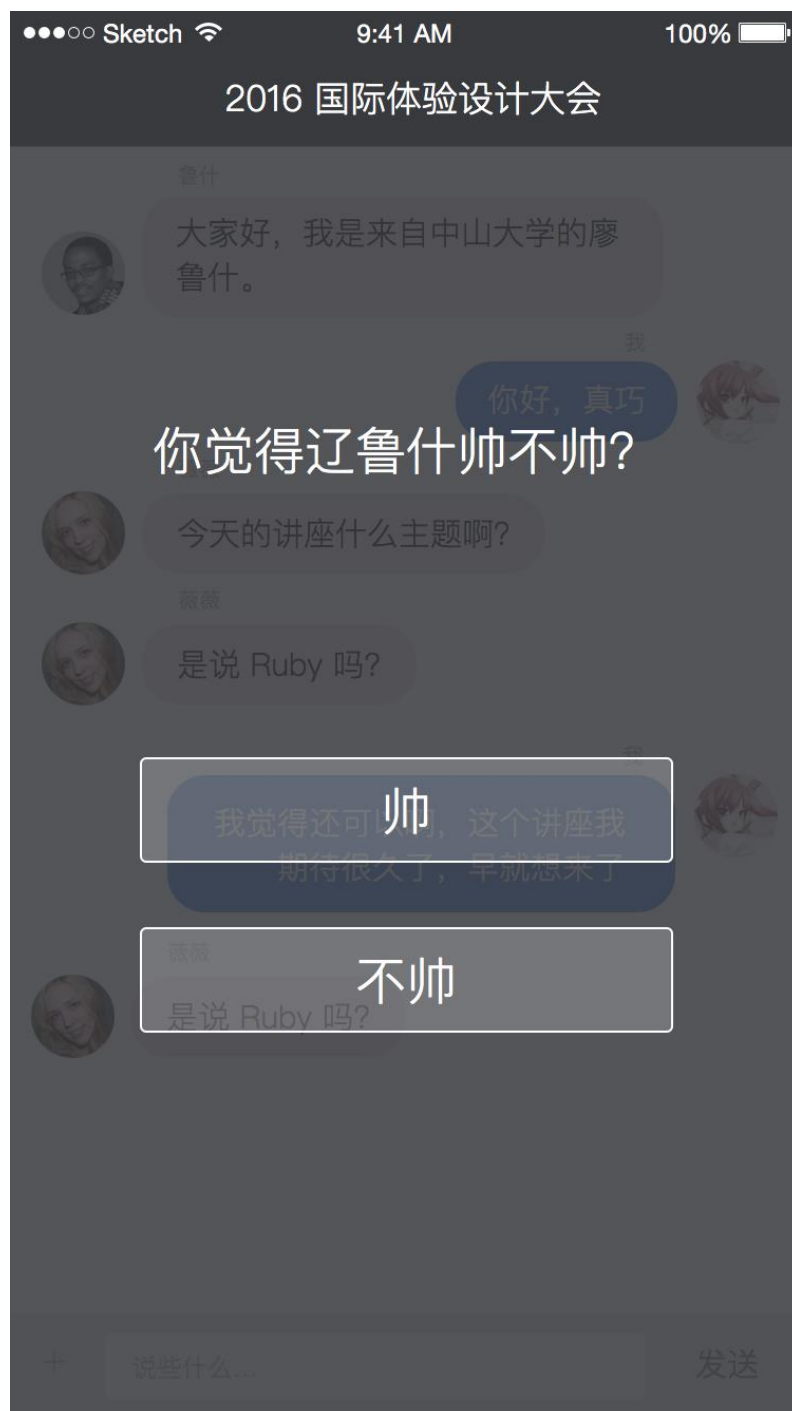 Sketch 9:41 AM 100%
2016 国际体验设计大会
鲁什
大家好，我是来自中山大学的廖
鲁什。
我
你好，真巧
你觉得辽鲁什帅不帅?
今天的讲座什么主题啊?
薇薇
是说 Ruby 吗?
我
帅
我觉得还可以啊，这个讲座我
期待很久了，早就想来了
薇薇
不帅
是说 Ruby 吗?
+ 说些什么... 发送